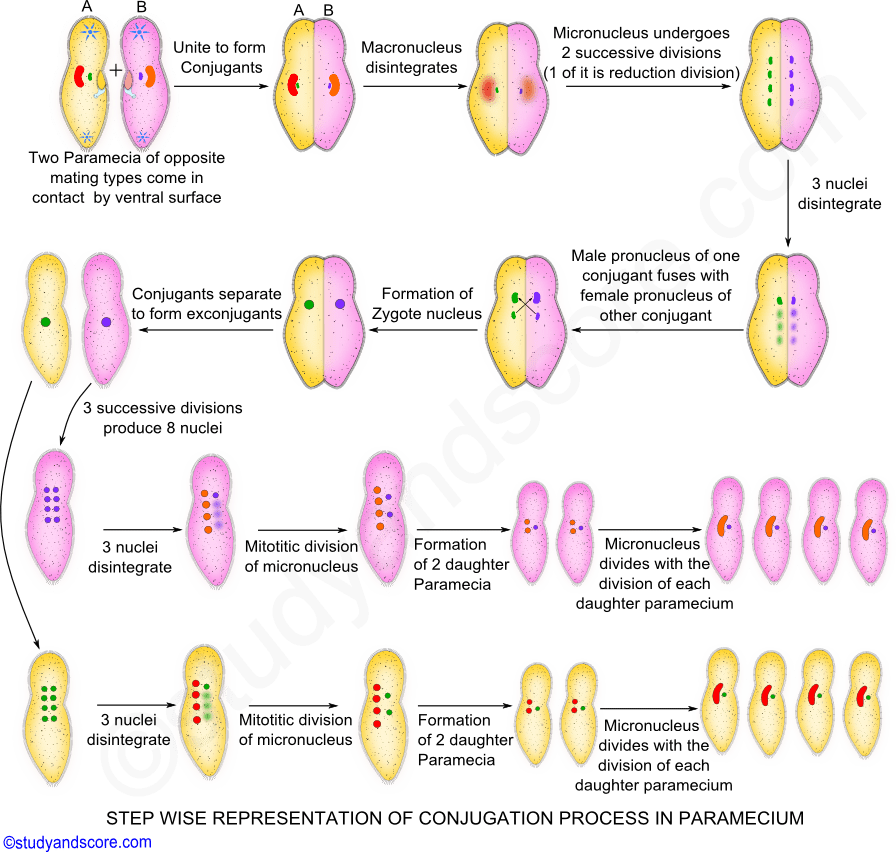 A
B
+
Unite to form
Conjugants
A B
Macronucleus
disintegrates
Micronucleus undergoes
2 successive divisions
(1 of it is reduction division)
Two Paramecia of opposite
mating types come in
contact by ventral surface
3 nuclei
disintegrate
Male pronucleus of one
conjugant fuses with
female pronucleus of
other conjugant
Formation of
Zygote nucleus
Conjugants separate
to form exconjugants
3 successive divisions
produce 8 nuclei
3 nuclei
disintegrate
Mitotitic division
of micronucleus
Formation
of 2 daughter
Paramecia
Micronucleus
divides with the
division of each
daughter paramecium
3 nuclei
disintegrate
Mitotitic division
of micronucleus
Formation
of 2 daughter
Paramecia
Micronucleus
divides with the
division of each
daughter paramecium
STEP WISE REPRESENTATION OF CONJUGATION PROCESS IN PARAMECIUM
©studyandscore.com
©studyandscore.com